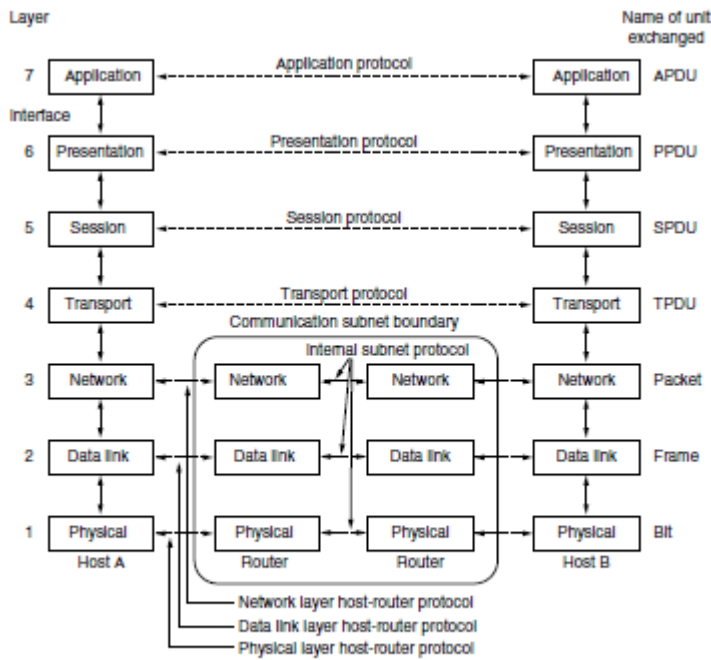 Layer
Name of unit
exchanged
7 Application Application protocol Application APDU
Interface
6 Presentation Presentation protocol Presentation PPDU
5 Session Session protocol Session SPDU
4 Transport Transport protocol Transport TPDU
Communication subnet boundary
Internal subnet protocol
3 Network Network Network Network Packet
2 Data link Data link Data link Data link Frame
1 Physical Physical Physical Physical Bit
Host A Router Router Host B
Network layer host-router protocol
Data link layer host-router protocol
Physical layer host-router protocol